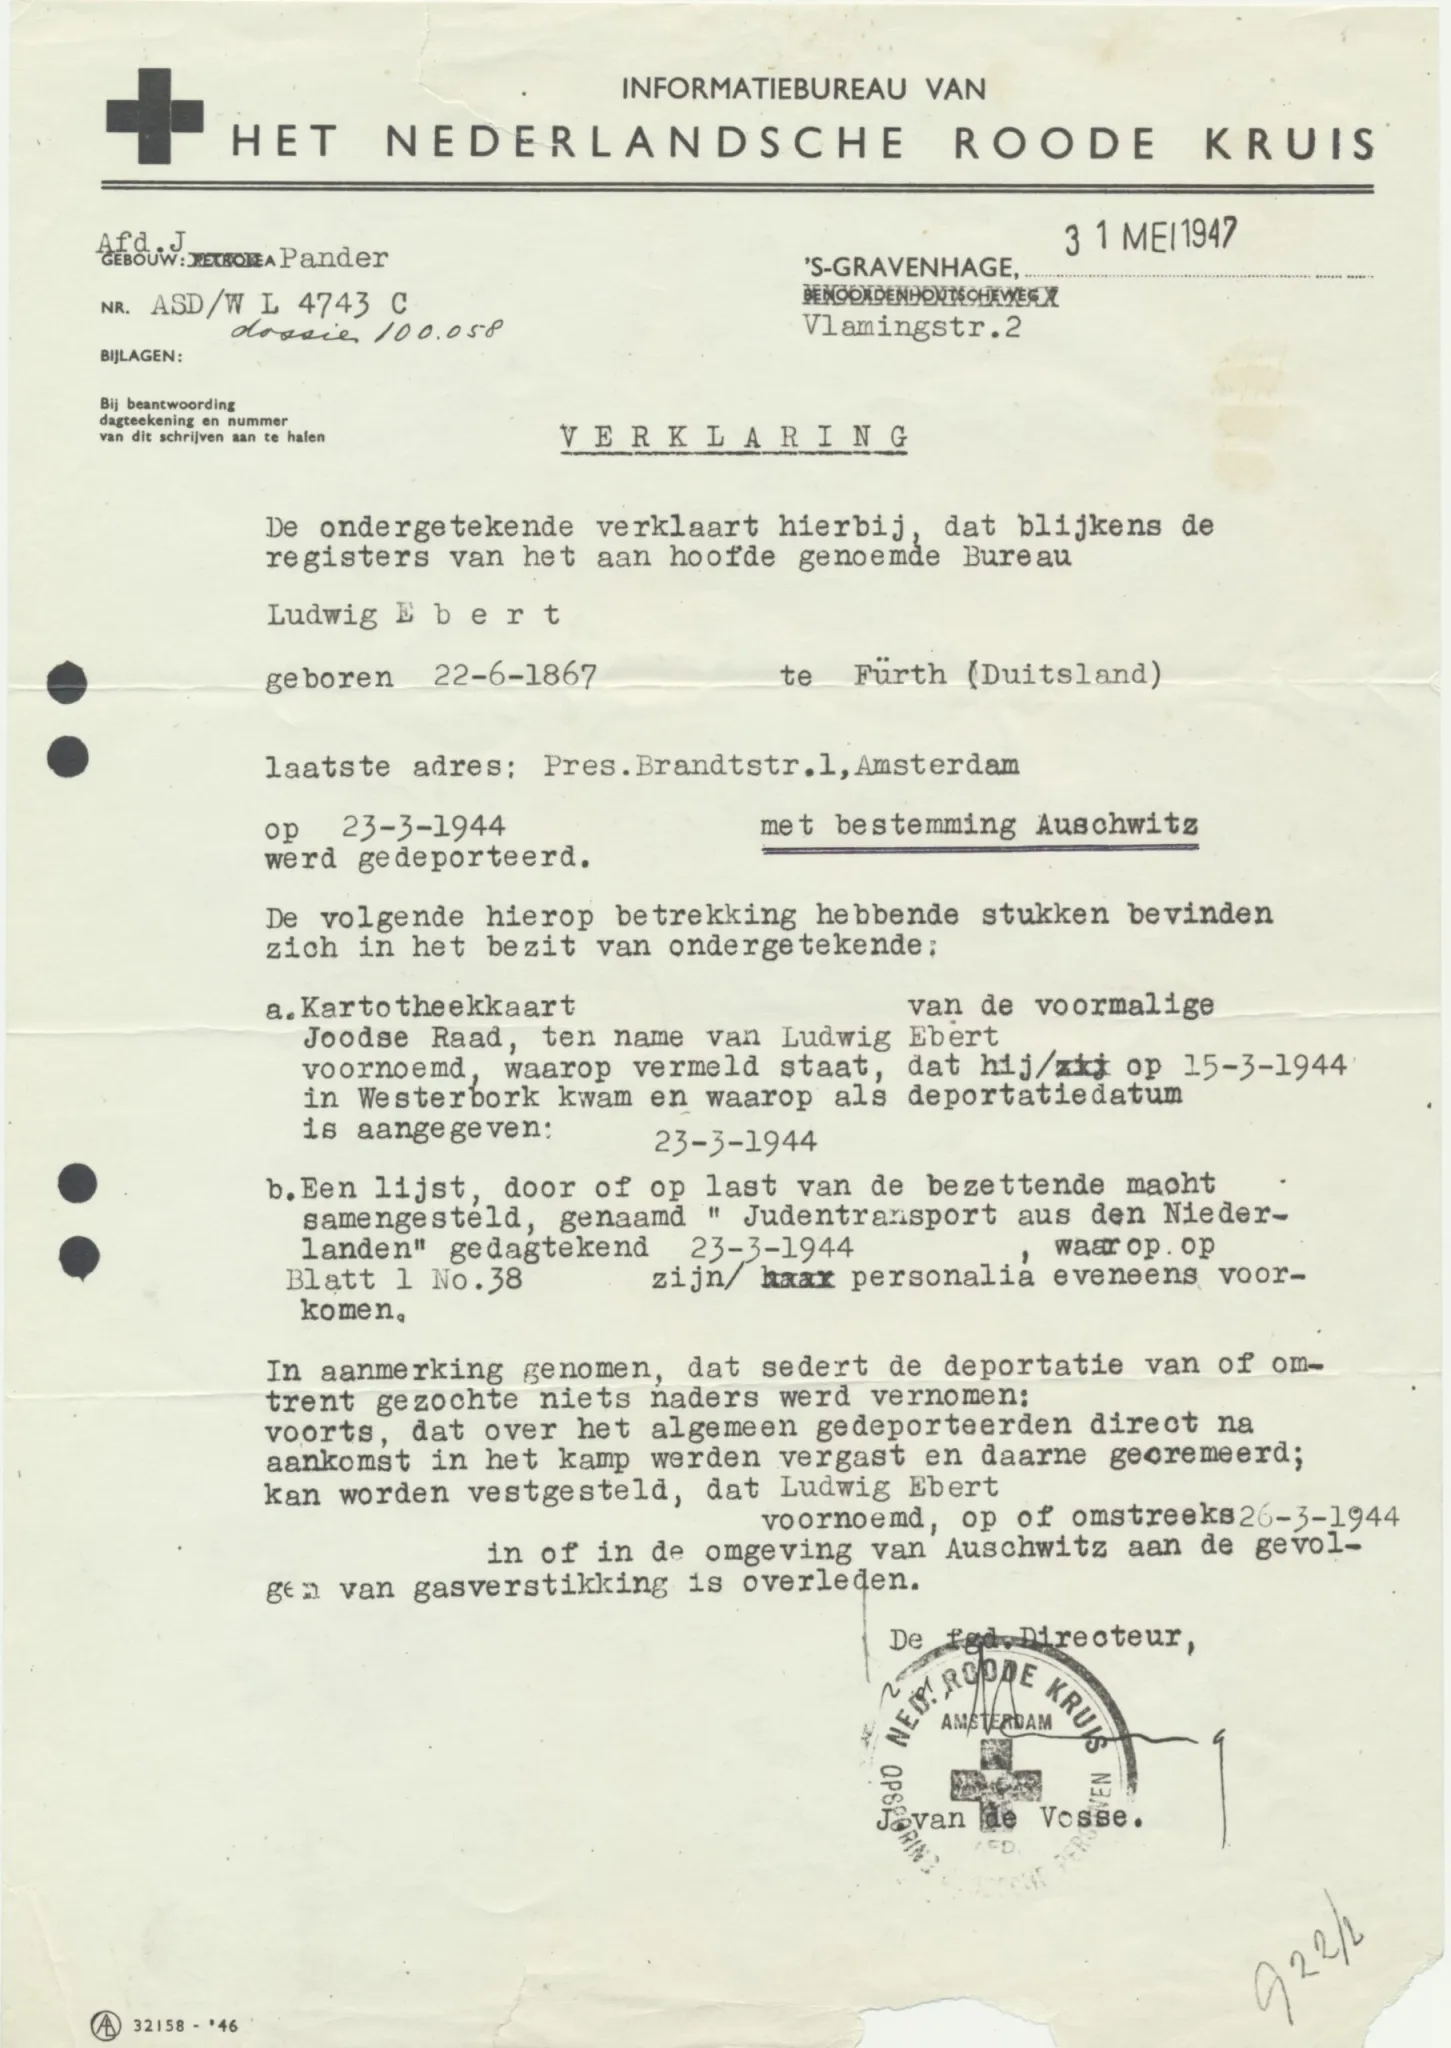 INFORMATIEBUREAU VAN
HET NEDERLANDSCHE ROODE KRUIS
Afd.J
GEBOUW: PETROLEA Pander
NR. ASD/W L 4743 C
dossier 100.058
BIJLAGEN:
Bij beantwoording
dagteekening en nummer
van dit schrijven aan te halen
31 MEI 1947
'S-GRAVENHAGE,
BENOORDENHOUTSCHEWEG 7
Vlamingstr.2
VERKLARING
De ondergetekende verklaart hierbij, dat blijkens de
registers van het aan hoofde genoemde Bureau
Ludwig E b e r t
geboren 22-6-1867 te Fürth (Duitsland)
laatste adres: Pres.Brandtstr.1,Amsterdam
op 23-3-1944 met bestemming Auschwitz
werd gedeporteerd.
De volgende hierop betrekking hebbende stukken bevinden
zich in het bezit van ondergetekende:
a.Kartotheekkaart van de voormalige
Joodse Raad, ten name van Ludwig Ebert
voornoemd, waarop vermeld staat, dat hij/zij op 15-3-1944
in Westerbork kwam en waarop als deportatiedatum
is aangegeven: 23-3-1944
b.Een lijst, door of op last van de bezettende macht
samengesteld, genaamd " Judentransport aus den Nieder-
landen" gedagtekend 23-3-1944 , waarop op
Blatt 1 No.38 zijn/ haar personalia eveneens voor-
komen.
In aanmerking genomen, dat sedert de deportatie van of om-
trent gezochte niets naders werd vernomen:
voorts, dat over het algemeen gedeporteerden direct na
aankomst in het kamp werden vergast en daarne gecremeerd;
kan worden vestgesteld, dat Ludwig Ebert
voornoemd, op of omstreeks26-3-1944
in of in de omgeving van Auschwitz aan de gevol-
gen van gasverstikking is overleden.
De fgd.Directeur,
NED. ROODE KRUIS
AMSTERDAM
OPSPORING PERSONEN
AFD.
J.van de Vosse.
922/2
32158 - '46